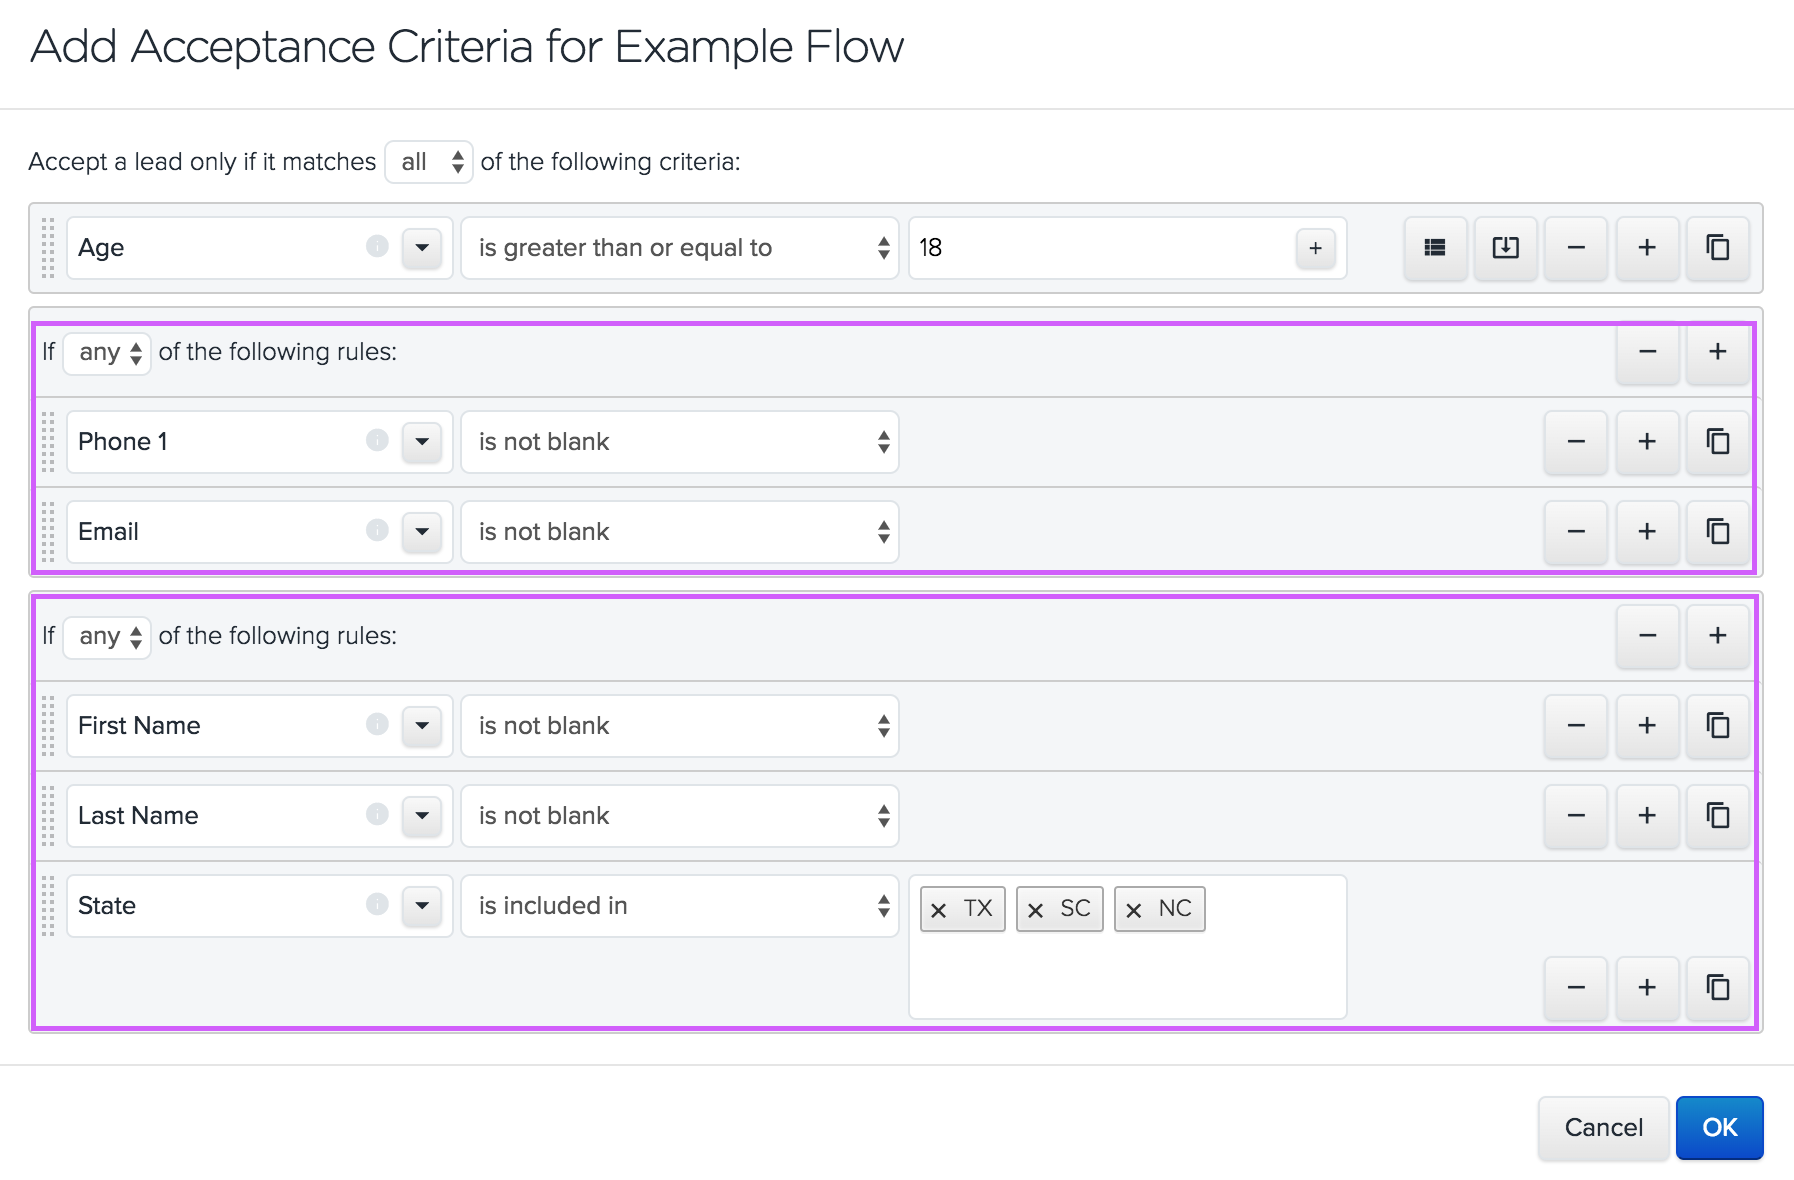 Add Acceptance Criteria for Example Flow
Accept a lead only if it matches all of the following criteria:
Age is greater than or equal to 18
If any of the following rules:
Phone 1 is not blank
Email is not blank
If any of the following rules:
First Name is not blank
Last Name is not blank
State is included in TX SC NC
Cancel OK